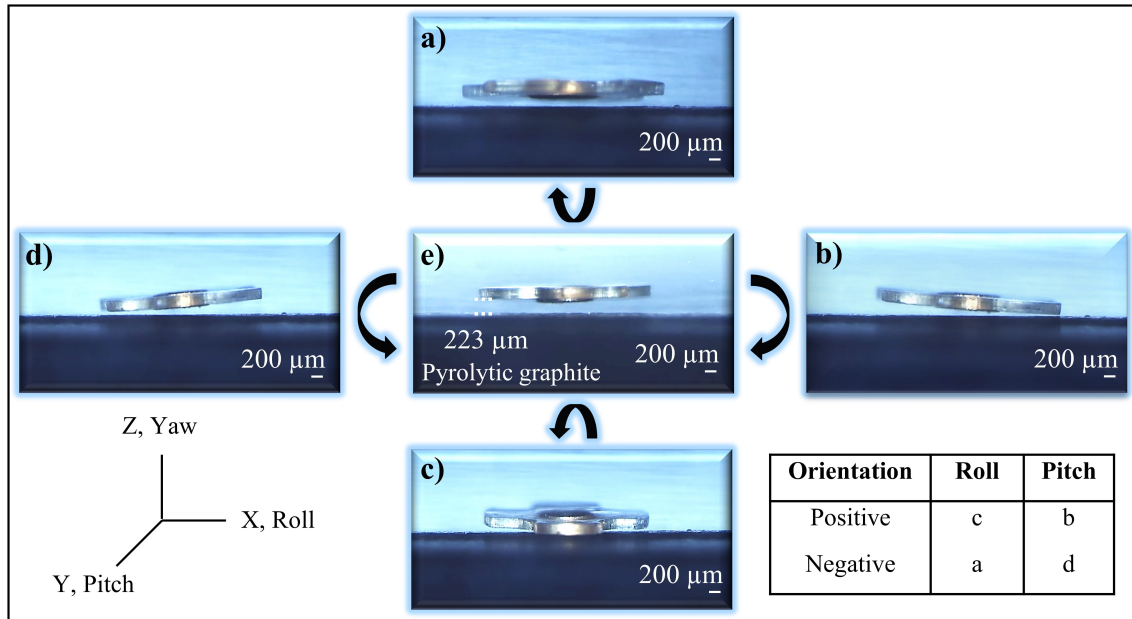 a)
200 µm
d)
200 µm
e)
223 µm
200 µm
Pyrolytic graphite
b)
200 µm
Z, Yaw
X, Roll
Y, Pitch
c)
200 µm
Orientation Roll Pitch
Positive c b
Negative a d